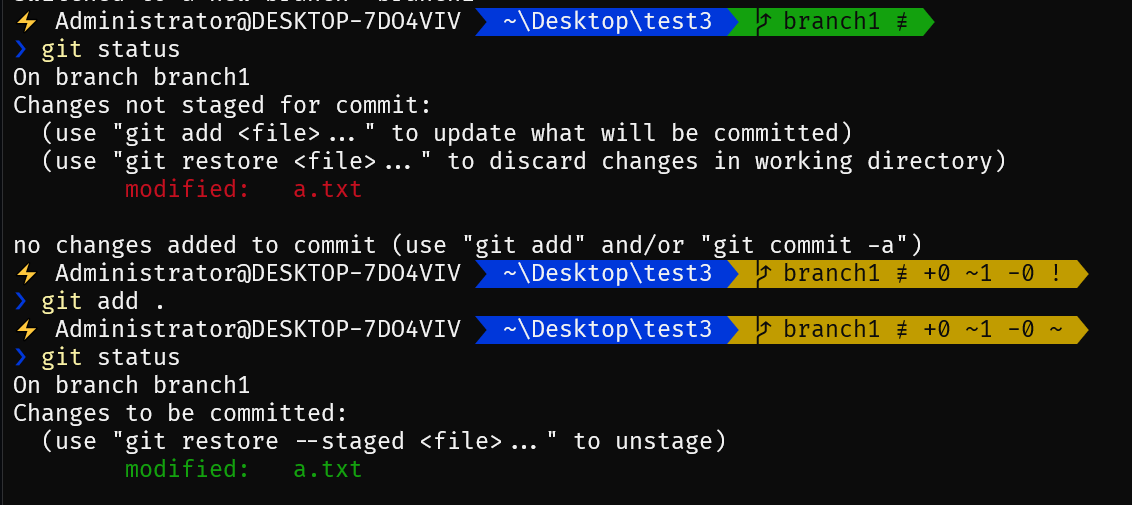 ⚡ Administrator@DESKTOP-7DO4VIV ~\Desktop\test3 branch1 ≢
❯ git status
On branch branch1
Changes not staged for commit:
  (use "git add <file>..." to update what will be committed)
  (use "git restore <file>..." to discard changes in working directory)
        modified:   a.txt

no changes added to commit (use "git add" and/or "git commit -a")
⚡ Administrator@DESKTOP-7DO4VIV ~\Desktop\test3 branch1 ≢ +0 ~1 -0 !
❯ git add .
⚡ Administrator@DESKTOP-7DO4VIV ~\Desktop\test3 branch1 ≢ +0 ~1 -0 ~
❯ git status
On branch branch1
Changes to be committed:
  (use "git restore --staged <file>..." to unstage)
        modified:   a.txt